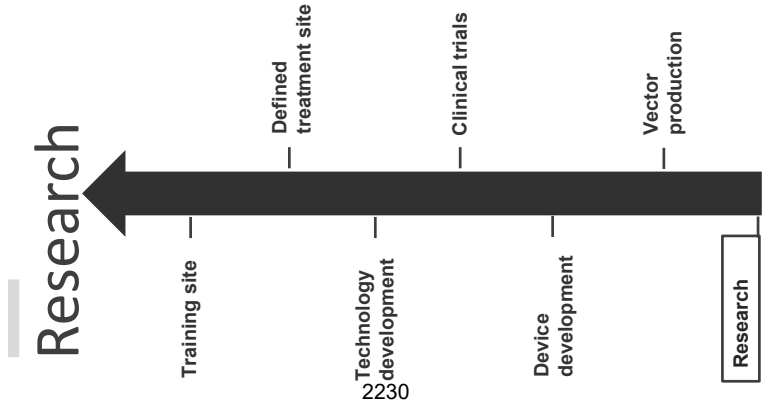 Research
Training site
Defined
treatment site
Technology
development
Clinical trials
Device
development
Vector
production
Research
2230